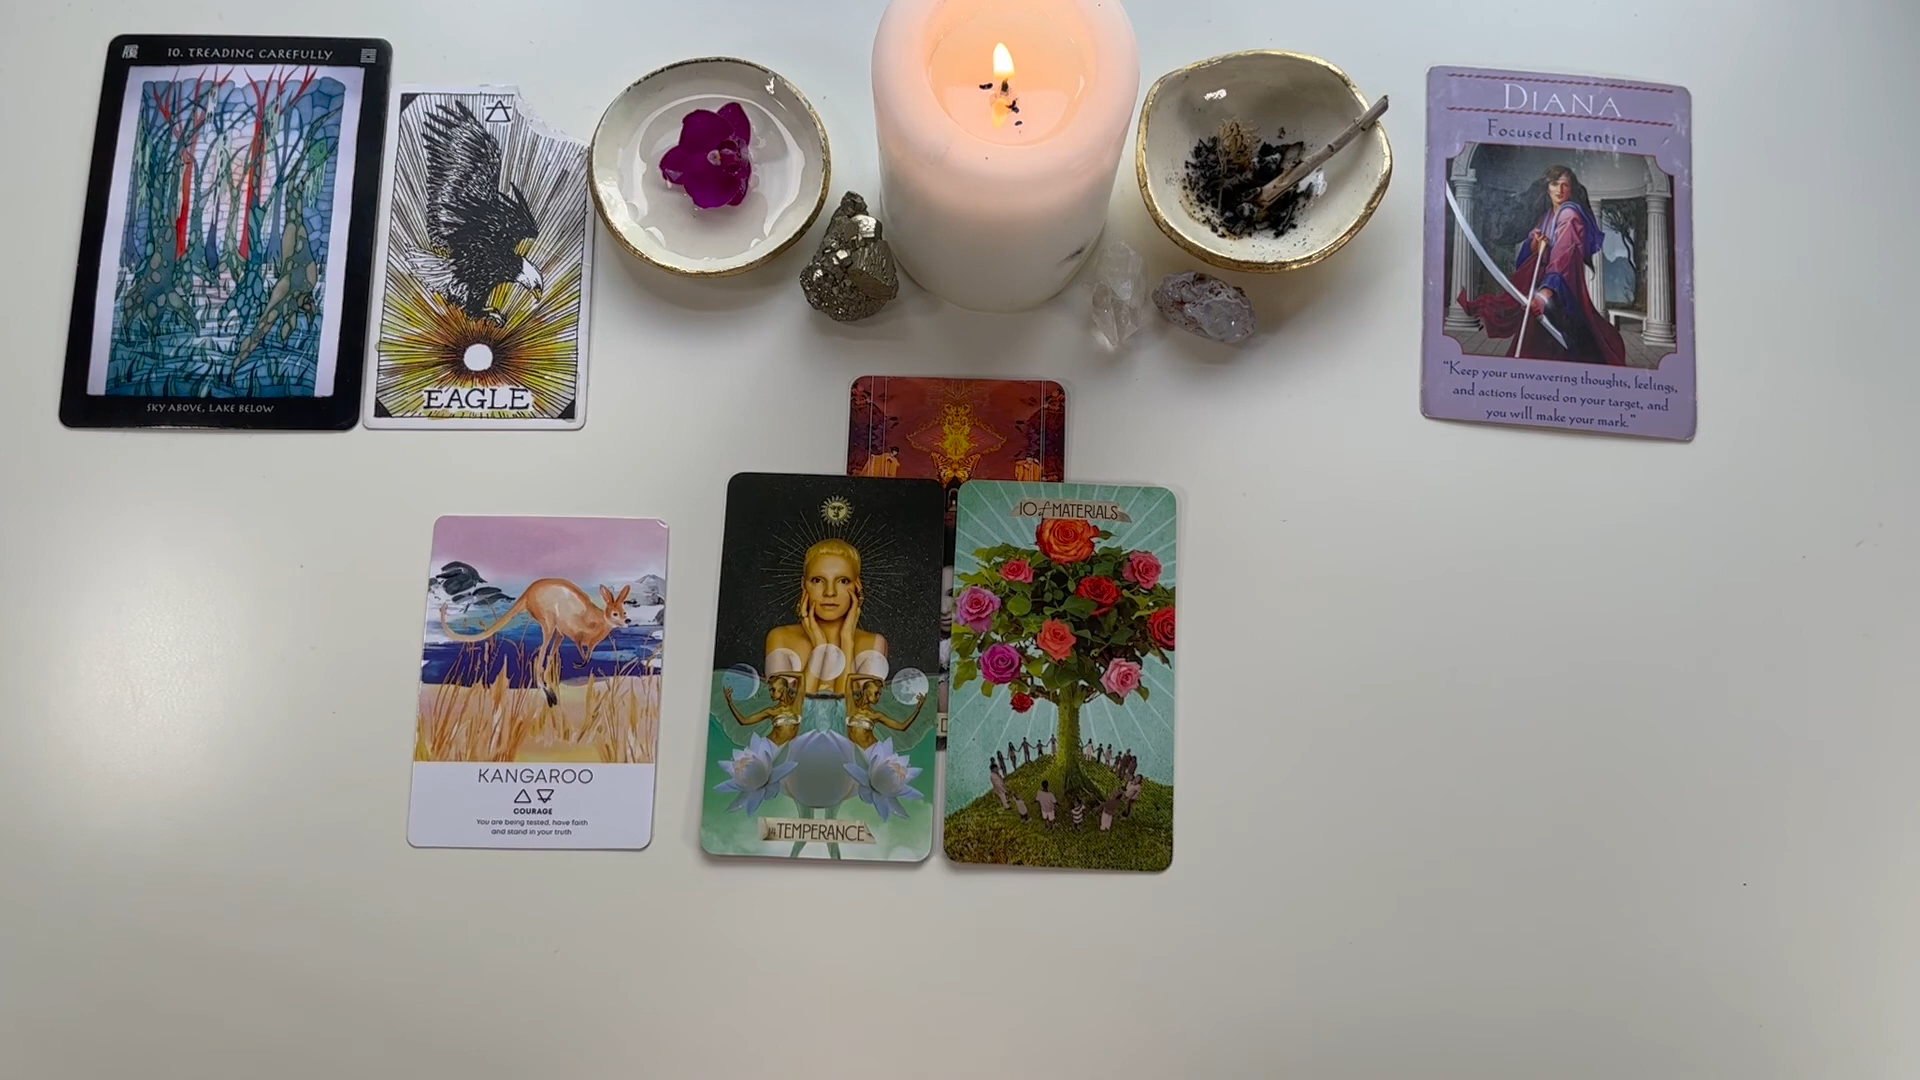 10. TREADING CAREFULLY
SKY ABOVE, LAKE BELOW
EAGLE
DIANA
Focused Intention
"Keep your unwavering thoughts, feelings,
and actions focused on your target, and
you will make your mark."
KANGAROO
COURAGE
You are being tested, have faith
and stand in your truth
14 TEMPERANCE
10 of MATERIALS